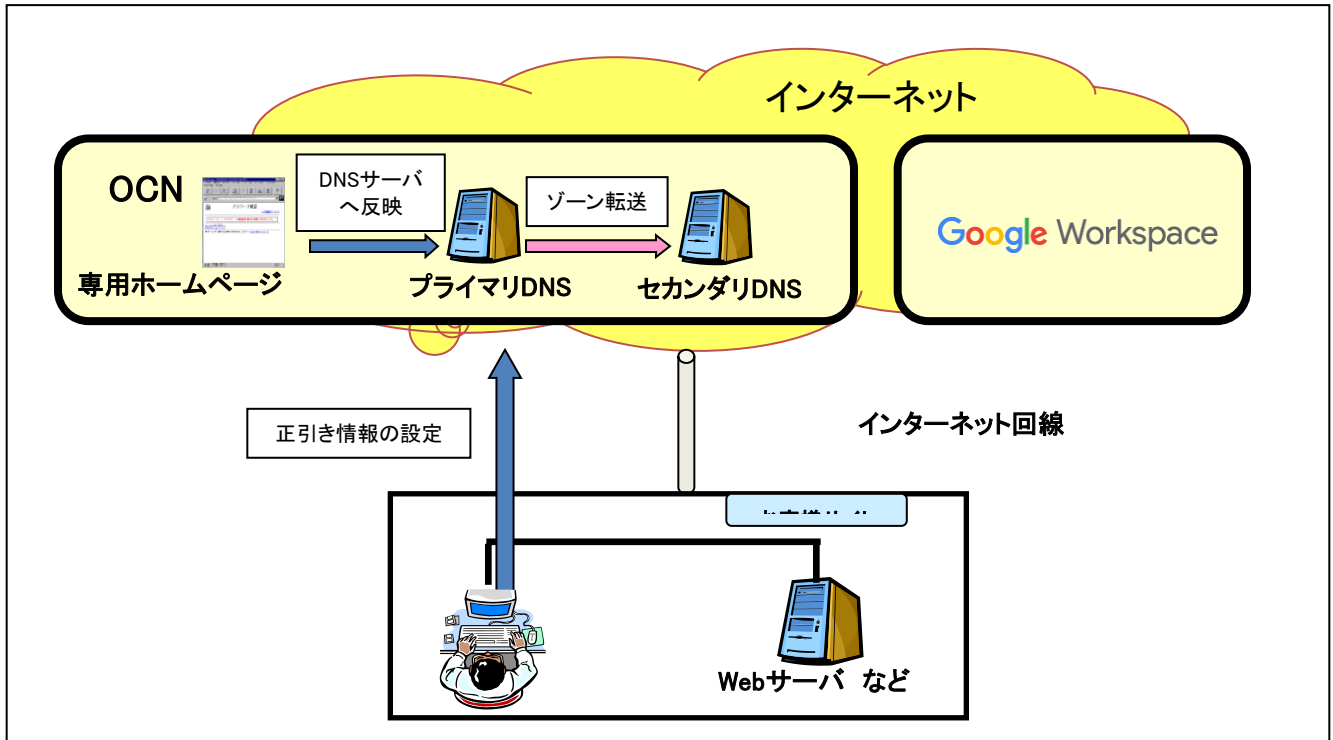 インターネット
OCN
DNSサーバ
へ反映
ゾーン転送
Google Workspace
専用ホームページ
プライマリDNS
セカンダリDNS
正引き情報の設定
インターネット回線
Webサーバ など